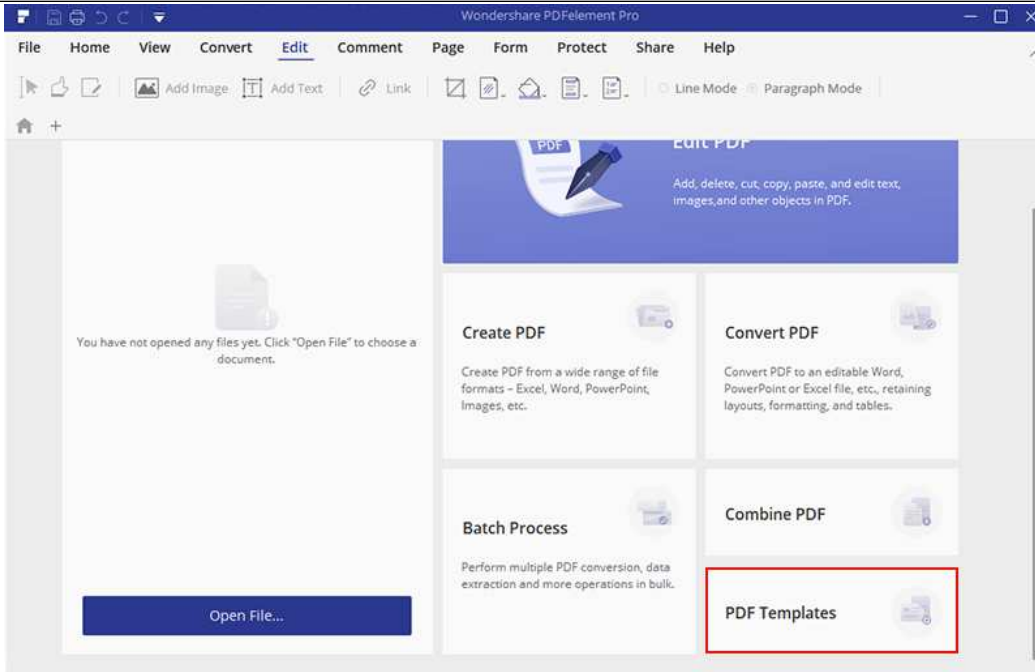 Wondershare PDFelement Pro
File Home View Convert Edit Comment Page Form Protect Share Help
Add Image Add Text Link Line Mode Paragraph Mode
PDF
Edit PDF
Add, delete, cut, copy, paste, and edit text,
images,and other objects in PDF.
You have not opened any files yet. Click "Open File" to choose a
document.
Open File...
Create PDF
Create PDF from a wide range of file
formats – Excel, Word, PowerPoint,
Images, etc.
Convert PDF
Convert PDF to an editable Word,
PowerPoint or Excel file, etc., retaining
layouts, formatting, and tables.
Batch Process
Perform multiple PDF conversion, data
extraction and more operations in bulk.
Combine PDF
PDF Templates